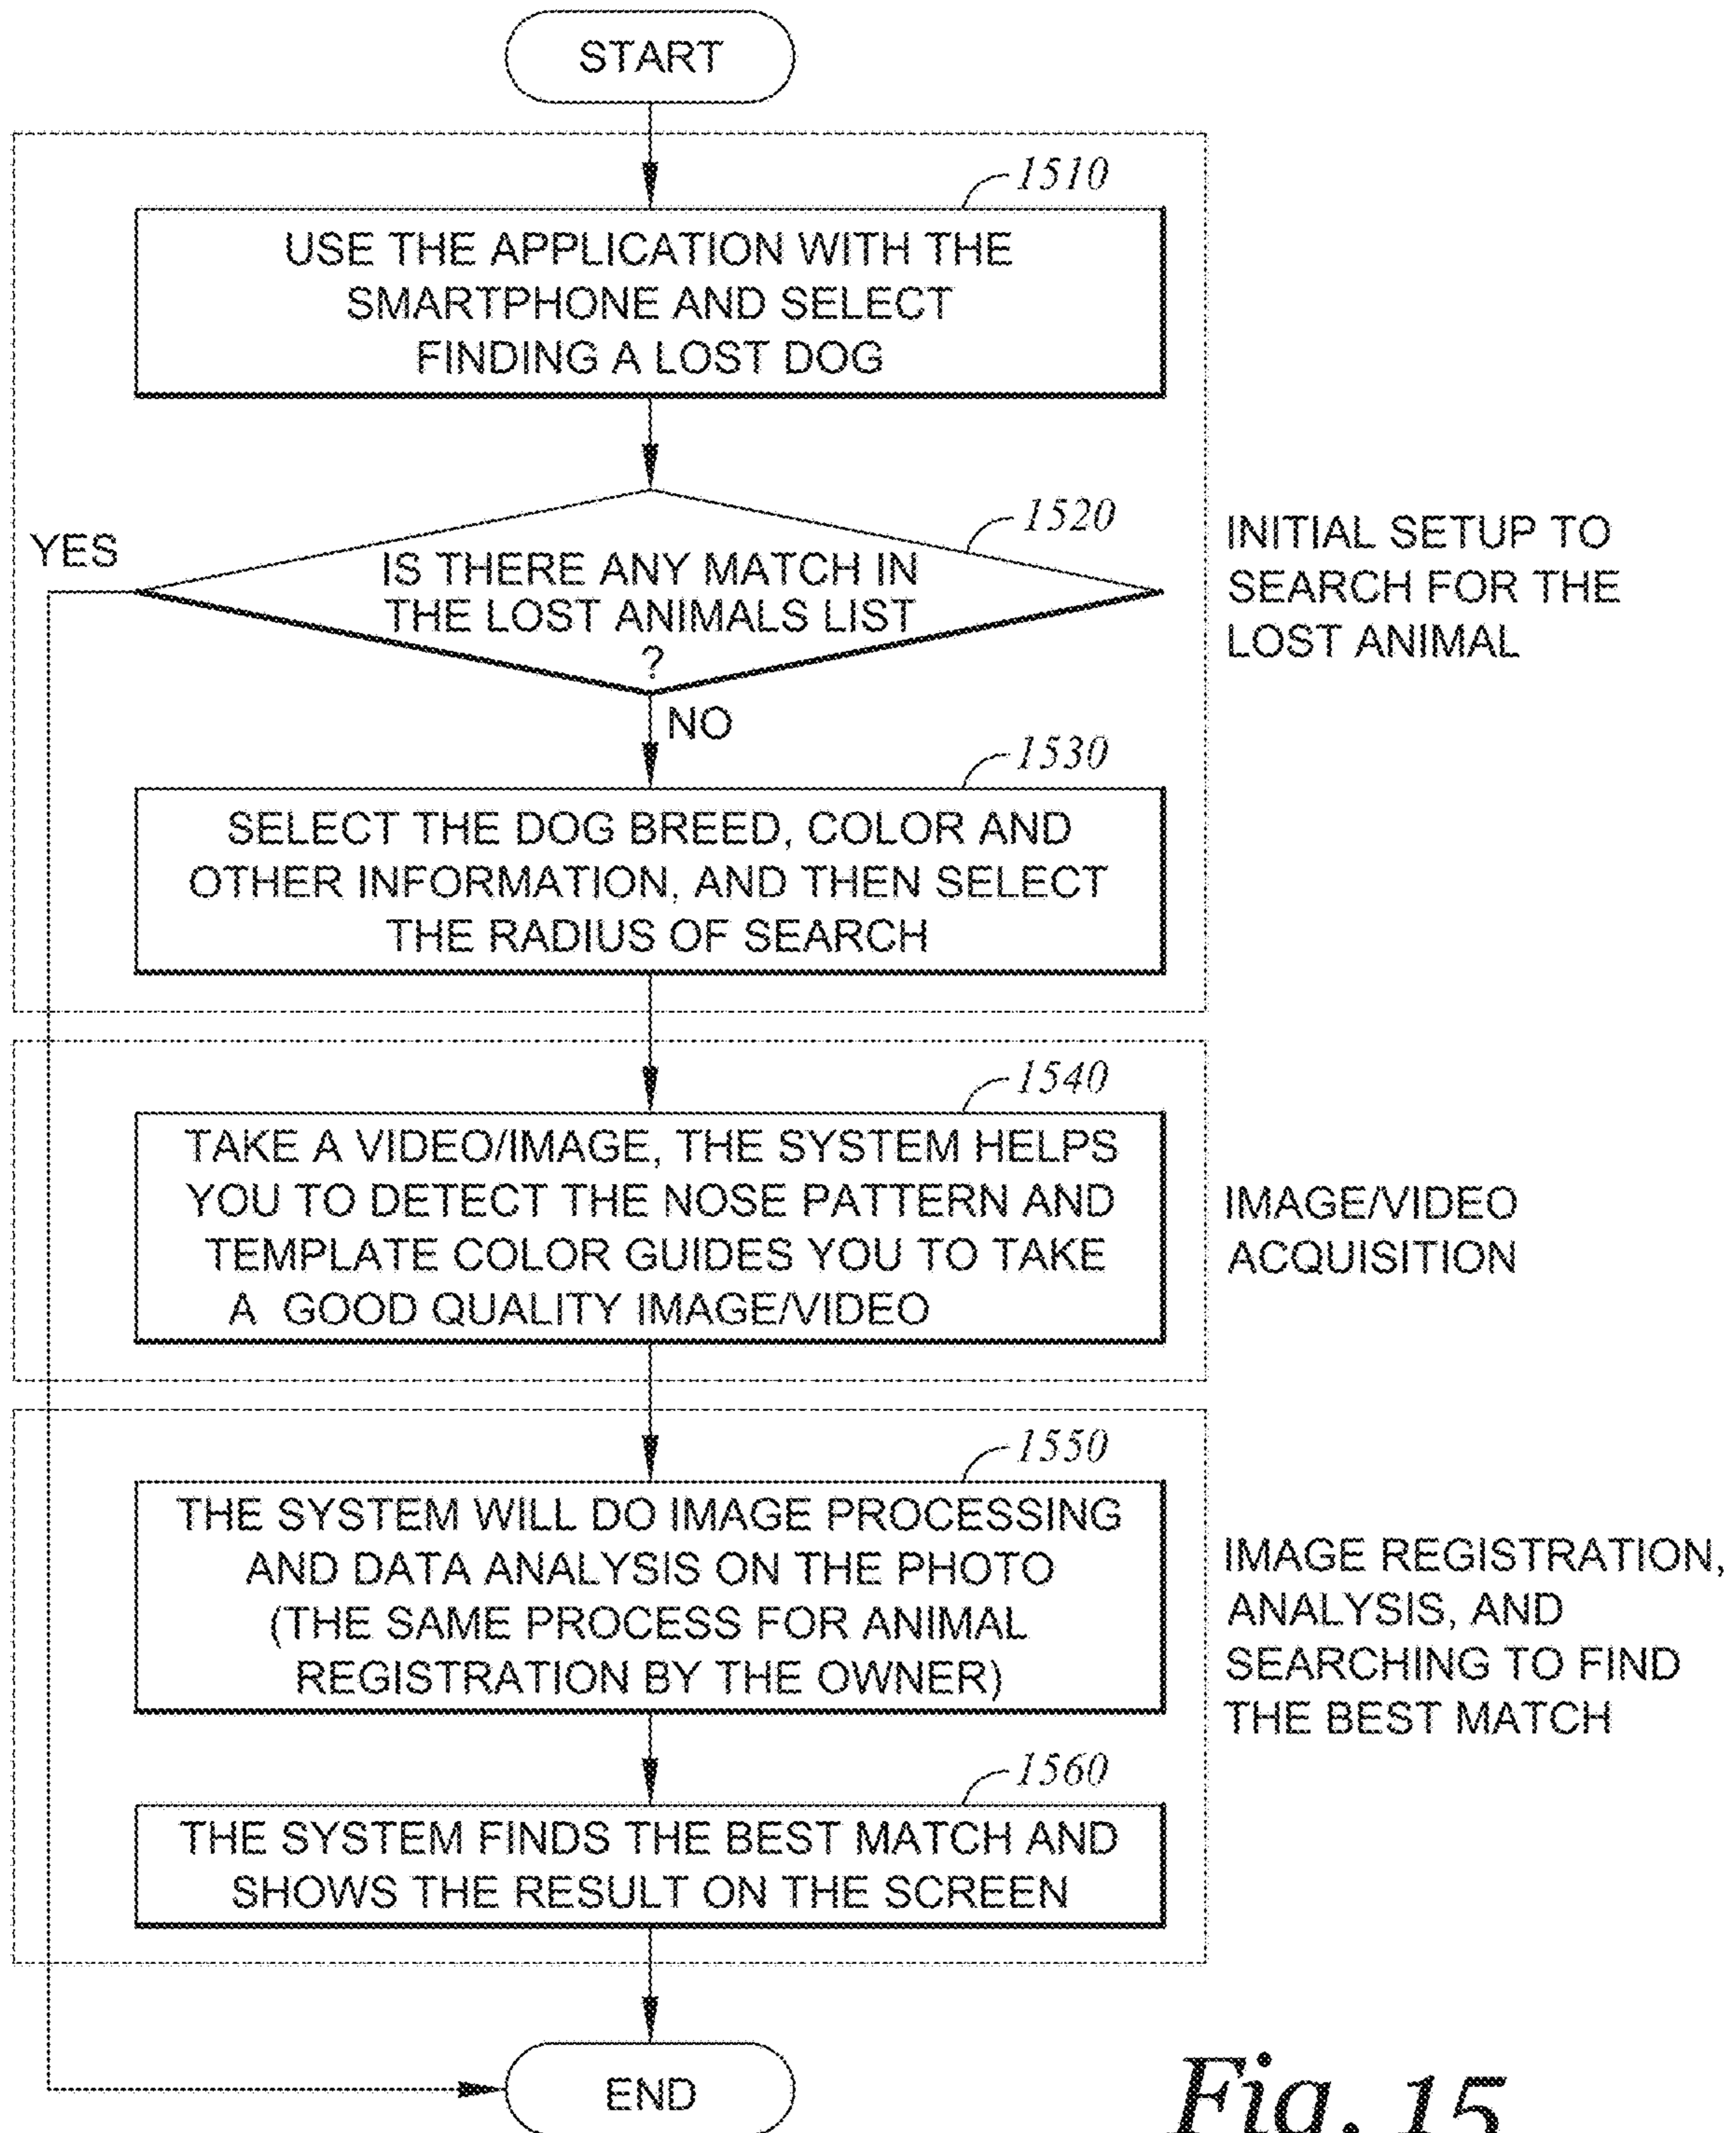 START
1510
USE THE APPLICATION WITH THE
SMARTPHONE AND SELECT
FINDING A LOST DOG
1520
YES
IS THERE ANY MATCH IN
THE LOST ANIMALS LIST
?
NO
INITIAL SETUP TO
SEARCH FOR THE
LOST ANIMAL
1530
SELECT THE DOG BREED, COLOR AND
OTHER INFORMATION, AND THEN SELECT
THE RADIUS OF SEARCH
1540
TAKE A VIDEO/IMAGE, THE SYSTEM HELPS
YOU TO DETECT THE NOSE PATTERN AND
TEMPLATE COLOR GUIDES YOU TO TAKE
A GOOD QUALITY IMAGE/VIDEO
IMAGE/VIDEO
ACQUISITION
1550
THE SYSTEM WILL DO IMAGE PROCESSING
AND DATA ANALYSIS ON THE PHOTO
(THE SAME PROCESS FOR ANIMAL
REGISTRATION BY THE OWNER)
IMAGE REGISTRATION,
ANALYSIS, AND
SEARCHING TO FIND
THE BEST MATCH
1560
THE SYSTEM FINDS THE BEST MATCH AND
SHOWS THE RESULT ON THE SCREEN
END
Fig. 15